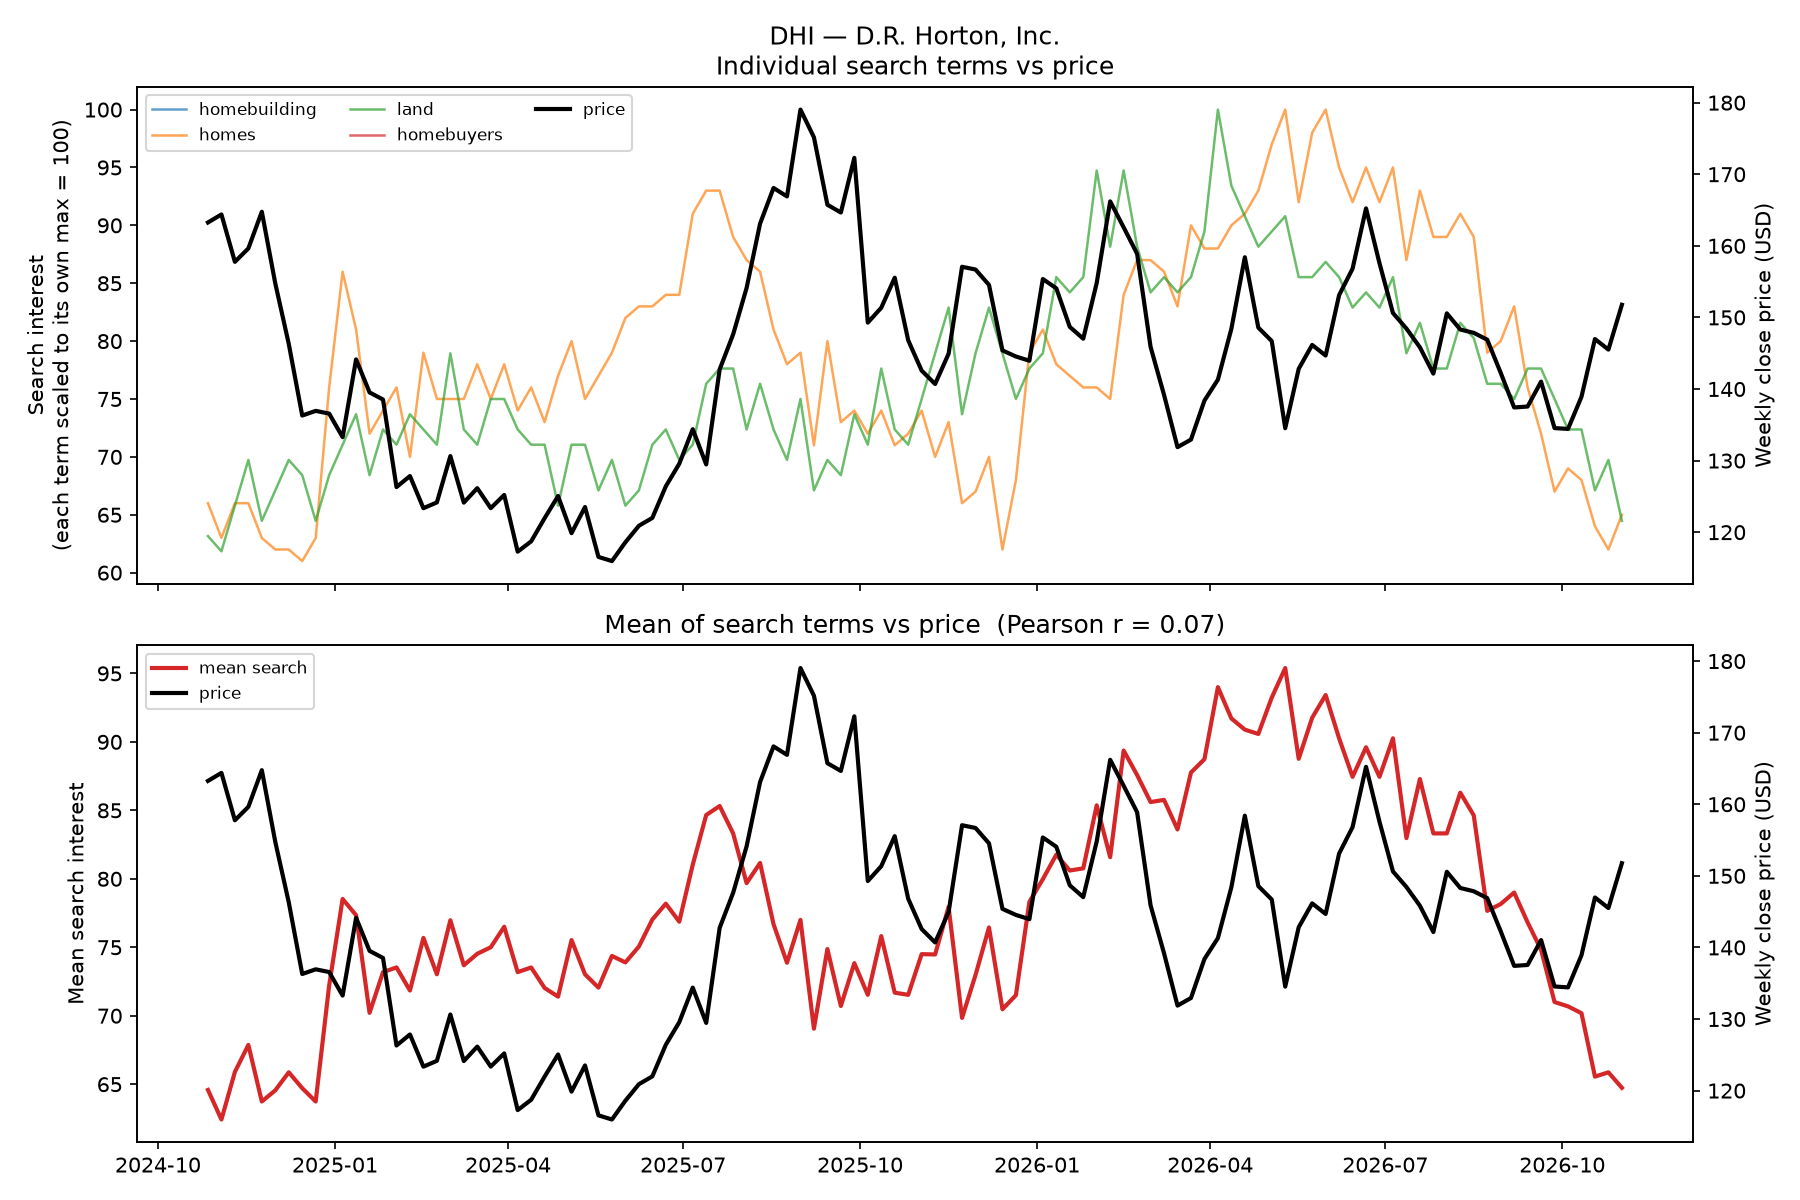 DHI — D.R. Horton, Inc.
Individual search terms vs price
homebuilding
homes
land
homebuyers
price
Search interest
(each term scaled to its own max = 100)
100
95
90
85
80
75
70
65
60
180
170
160
150
140
130
120
Weekly close price (USD)
Mean of search terms vs price (Pearson r = 0.07)
mean search
price
Mean search interest
95
90
85
80
75
70
65
180
170
160
150
140
130
120
Weekly close price (USD)
2024-10
2025-01
2025-04
2025-07
2025-10
2026-01
2026-04
2026-07
2026-10